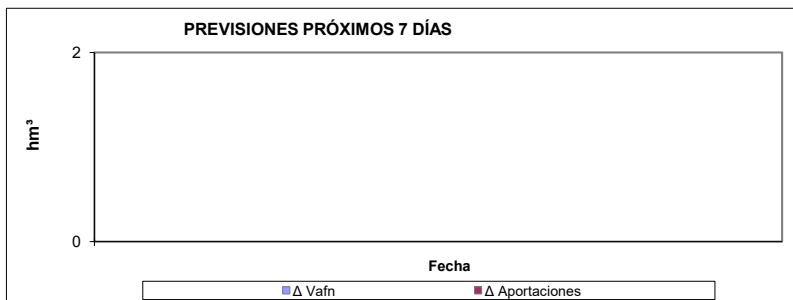 PREVISIONES PRÓXIMOS 7 DÍAS
2
hm³
0
Fecha
Δ Vafn Δ Aportaciones